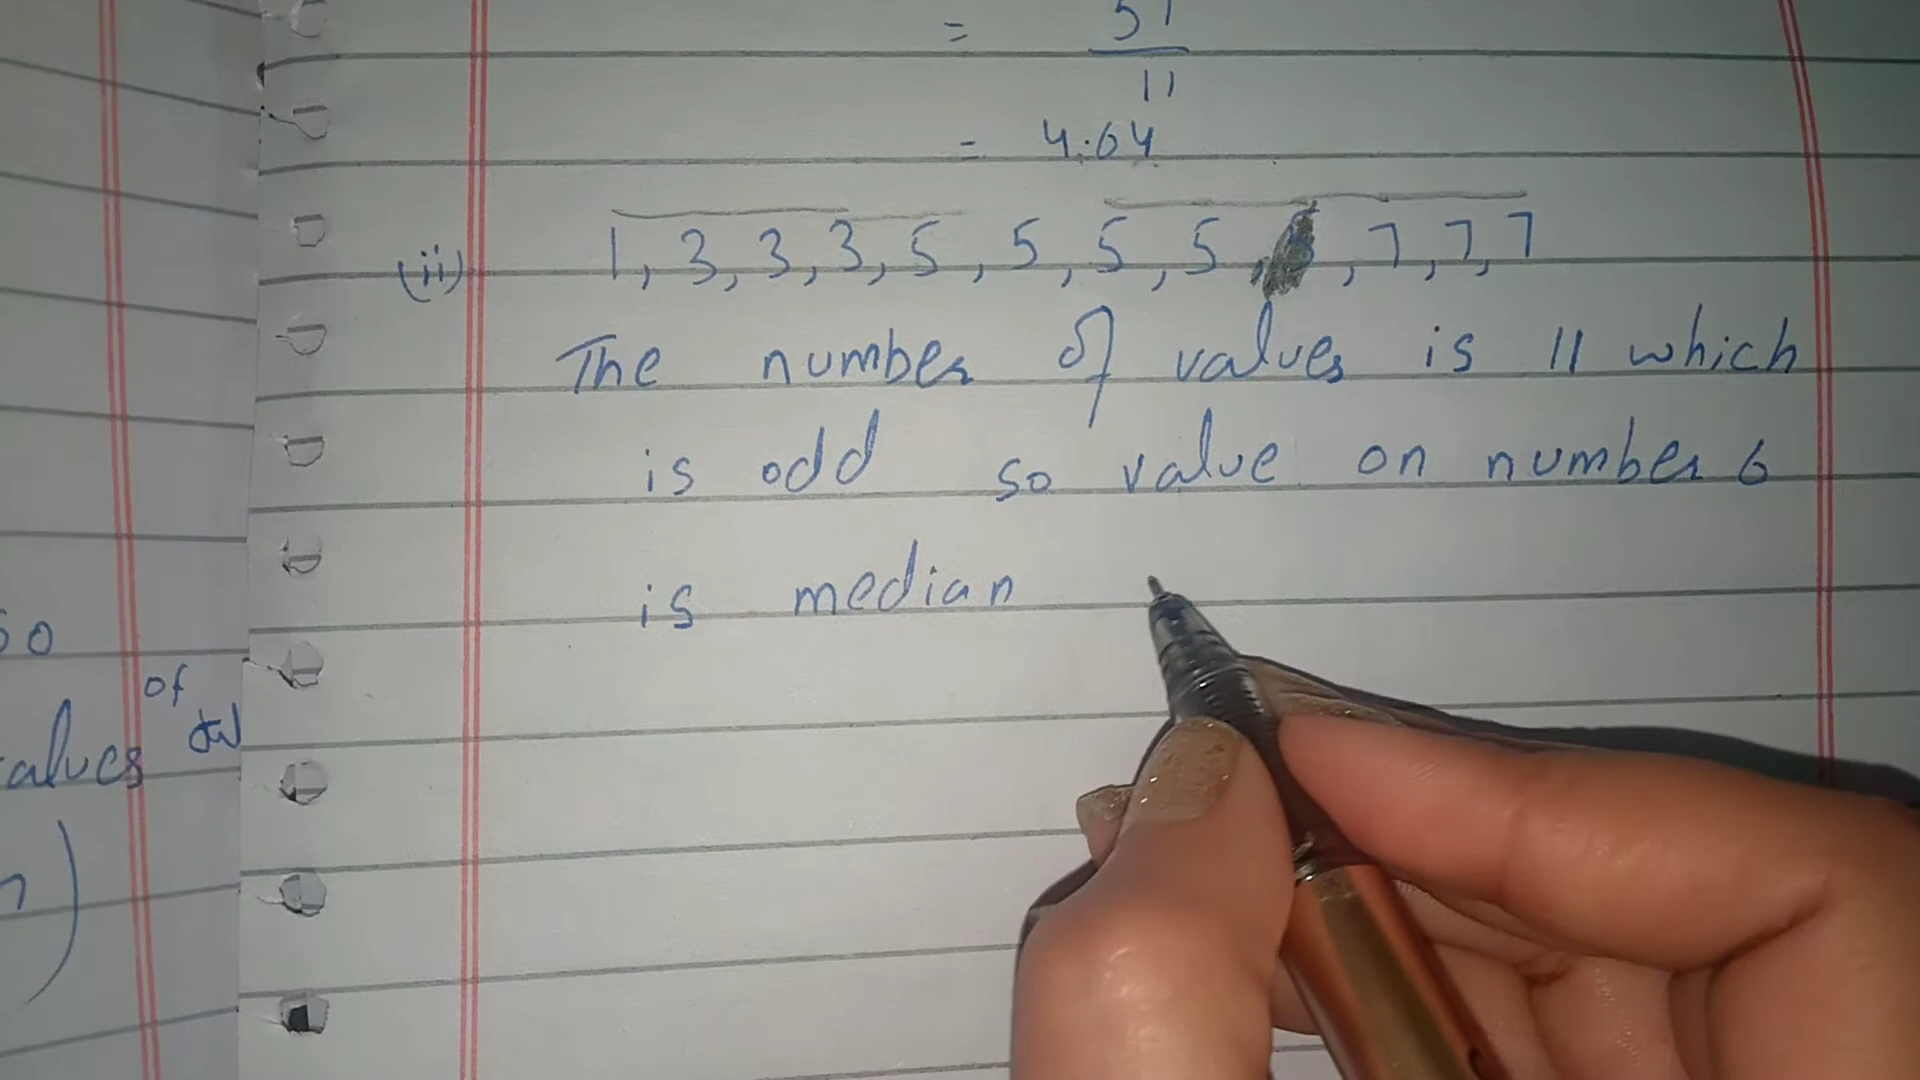 = 51
11
= 4.64
(ii) 1, 3, 3, 3, 5, 5, 5, 5, , 7, 7, 7
The number of values is 11 which
is odd so value on number 6
is median
of
alues